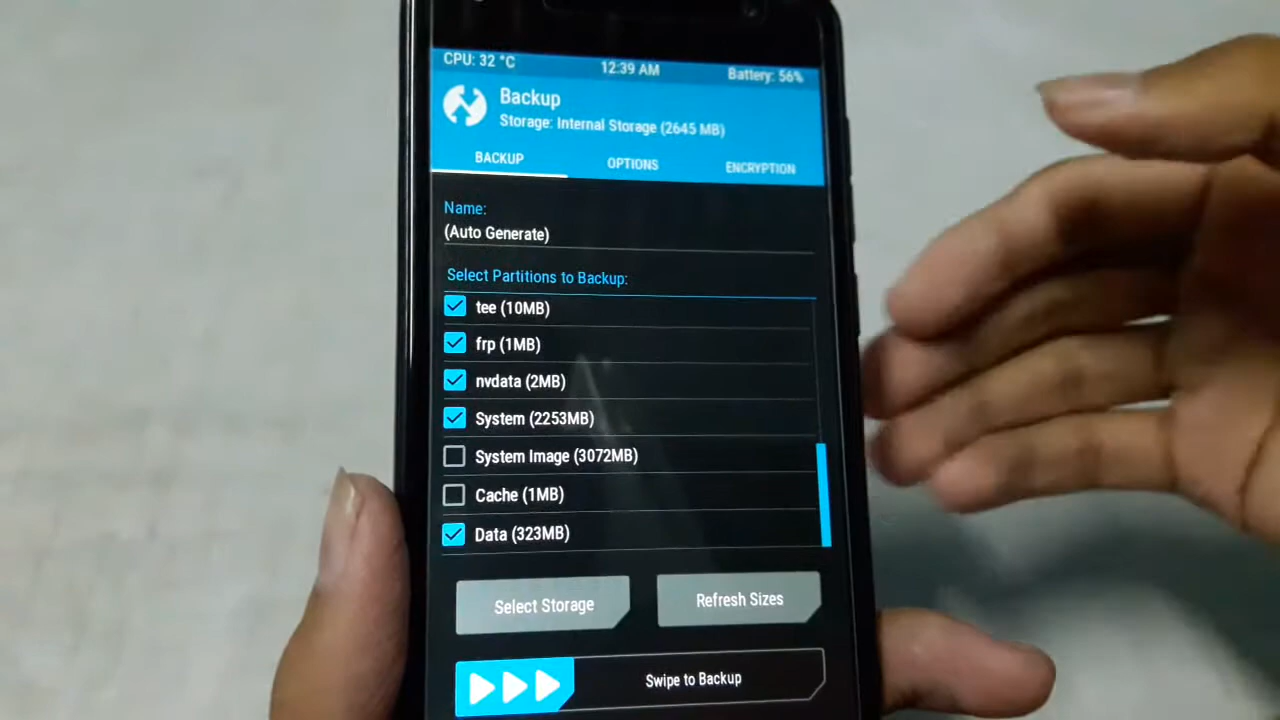 CPU: 32 °C 12:39 AM Battery: 56%
Backup
Storage: Internal Storage (2645 MB)
BACKUP OPTIONS ENCRYPTION
Name:
(Auto Generate)
Select Partitions to Backup:
tee (10MB)
frp (1MB)
nvdata (2MB)
System (2253MB)
System Image (3072MB)
Cache (1MB)
Data (323MB)
Select Storage Refresh Sizes
Swipe to Backup